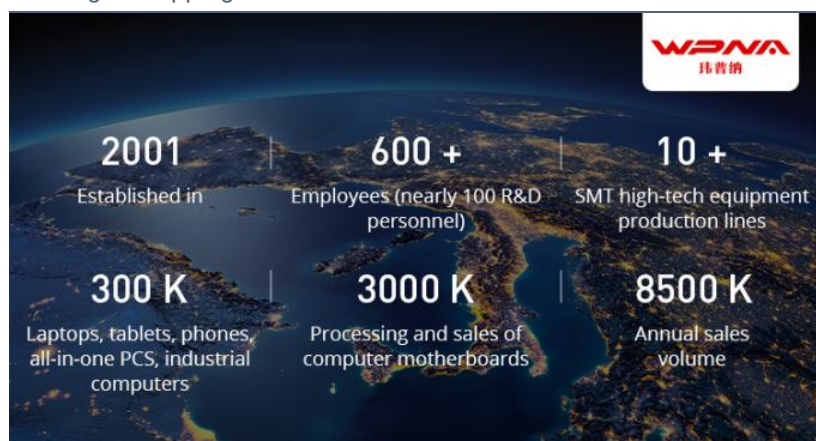 WPNA
玮普纳
2001
Established in
600 +
Employees (nearly 100 R&D
personnel)
10 +
SMT high-tech equipment
production lines
300 K
Laptops, tablets, phones,
all-in-one PCS, industrial
computers
3000 K
Processing and sales of
computer motherboards
8500 K
Annual sales
volume